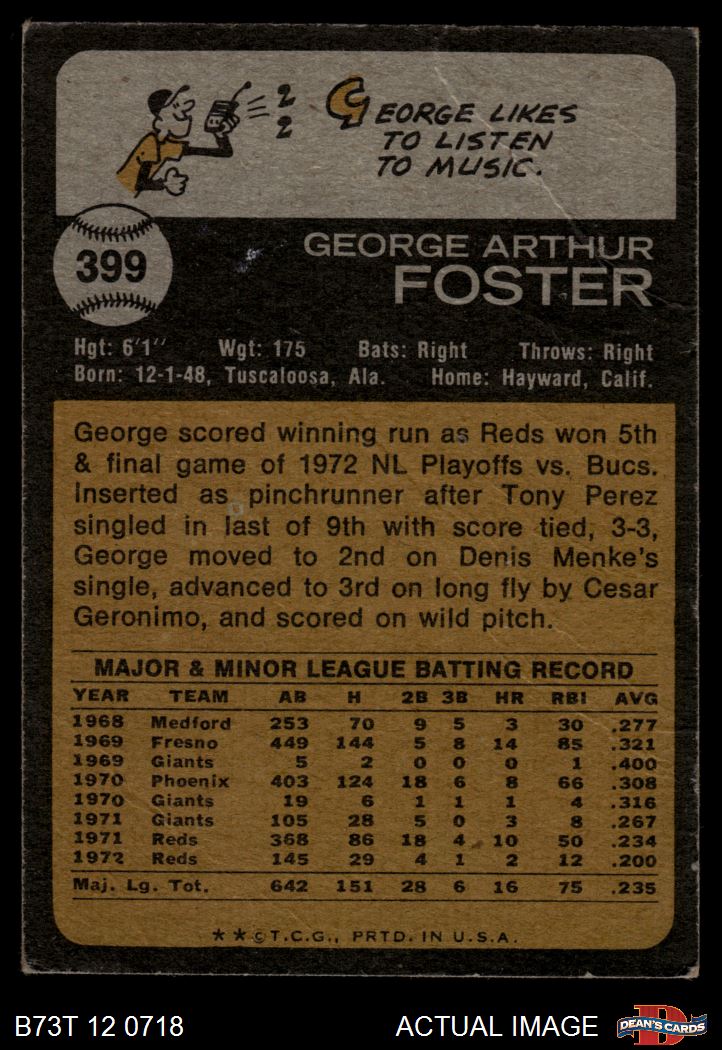 2
2
GEORGE LIKES
TO LISTEN
TO MUSIC.
399
GEORGE ARTHUR
FOSTER
Hgt: 6'1" Wgt: 175 Bats: Right Throws: Right
Born: 12-1-48, Tuscaloosa, Ala. Home: Hayward, Calif.
George scored winning run as Reds won 5th
& final game of 1972 NL Playoffs vs. Bucs.
Inserted as pinchrunner after Tony Perez
singled in last of 9th with score tied, 3-3,
George moved to 2nd on Denis Menke's
single, advanced to 3rd on long fly by Cesar
Geronimo, and scored on wild pitch.
MAJOR & MINOR LEAGUE BATTING RECORD
YEAR TEAM AB H 2B 3B HR RBI AVG
1968 Medford 253 70 9 5 3 30 .277
1969 Fresno 449 144 5 8 14 85 .321
1969 Giants 5 2 0 0 0 1 .400
1970 Phoenix 403 124 18 6 8 66 .308
1970 Giants 19 6 1 1 1 4 .316
1971 Giants 105 28 5 0 3 8 .267
1971 Reds 368 86 18 4 10 50 .234
1972 Reds 145 29 4 1 2 12 .200
Maj. Lg. Tot. 642 151 28 6 16 75 .235
**©T.C.G., PRTD. IN U.S.A.
B73T 12 0718 ACTUAL IMAGE
D
DEAN'S CARDS